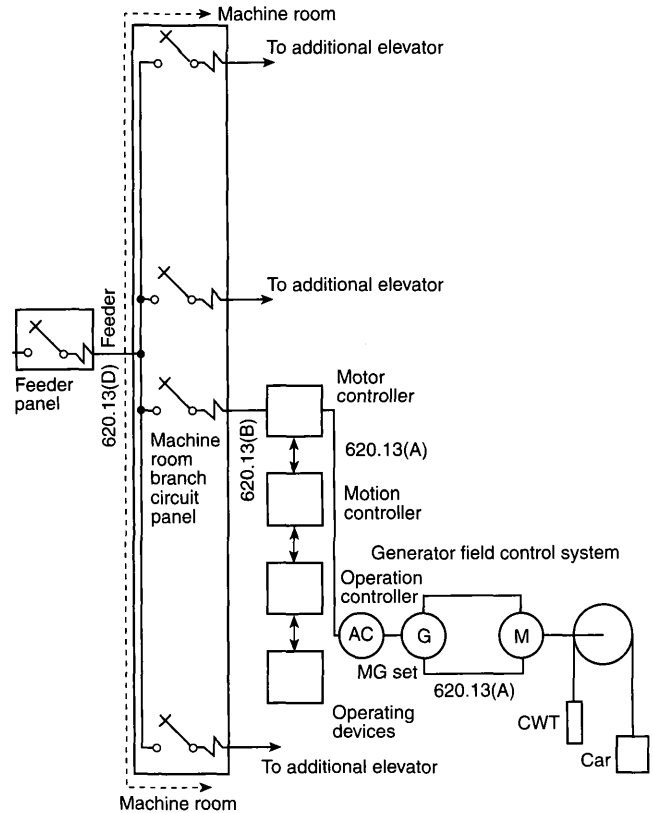 Machine room
To additional elevator
To additional elevator
Feeder
Feeder
panel
620.13(D)
Motor
controller
Machine
room
branch
circuit
panel
620.13(B)
620.13(A)
Motion
controller
Generator field control system
Operation
controller
AC
G
M
MG set
620.13(A)
Operating
devices
CWT
Car
To additional elevator
Machine room